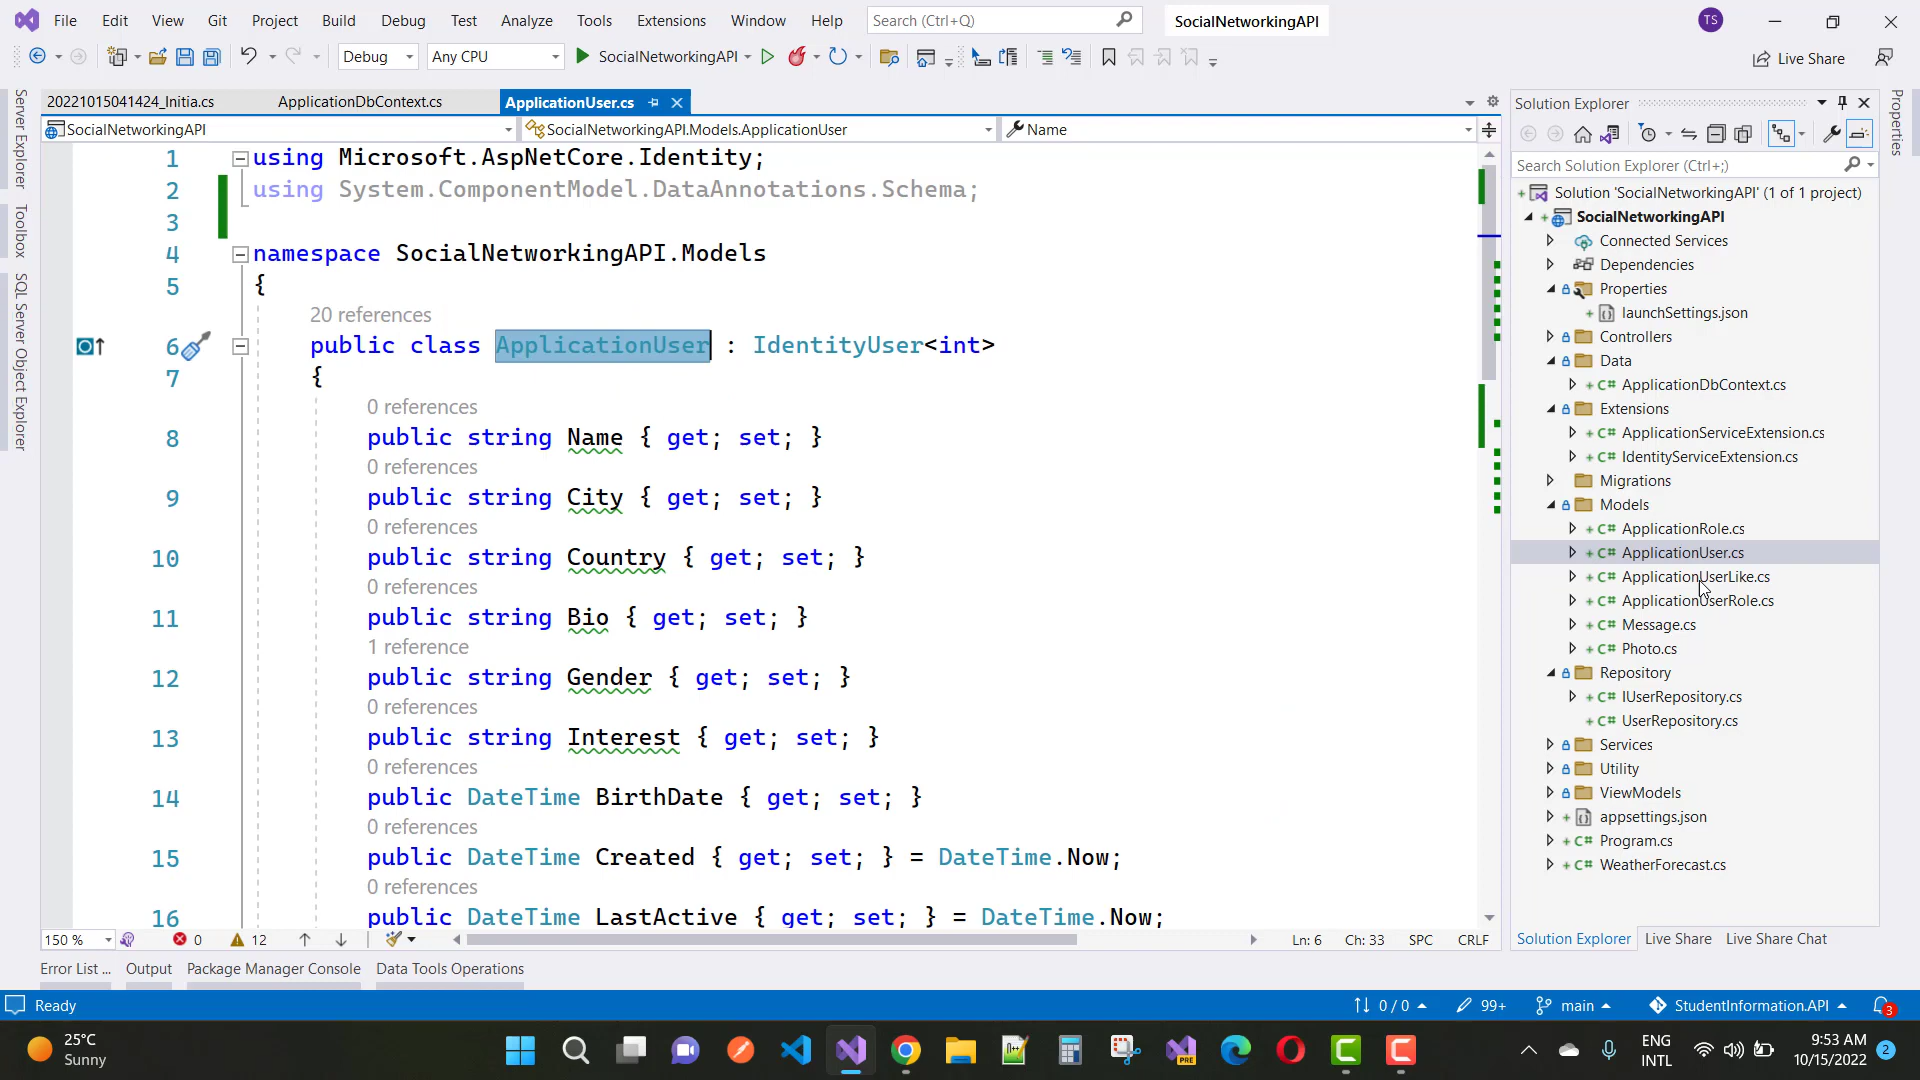 File Edit View Git Project Build Debug Test Analyze Tools Extensions Window Help Search (Ctrl+Q) SocialNetworkingAPI TS
Debug Any CPU SocialNetworkingAPI Live Share
20221015041424_Initia.cs ApplicationDbContext.cs ApplicationUser.cs
SocialNetworkingAPI SocialNetworkingAPI.Models.ApplicationUser Name
Server Explorer
Toolbox
SQL Server Object Explorer
1 using Microsoft.AspNetCore.Identity;
2 using System.ComponentModel.DataAnnotations.Schema;
3
4 namespace SocialNetworkingAPI.Models
5 {
20 references
6 public class ApplicationUser : IdentityUser<int>
7 {
0 references
8 public string Name { get; set; }
0 references
9 public string City { get; set; }
0 references
10 public string Country { get; set; }
0 references
11 public string Bio { get; set; }
1 reference
12 public string Gender { get; set; }
0 references
13 public string Interest { get; set; }
0 references
14 public DateTime BirthDate { get; set; }
0 references
15 public DateTime Created { get; set; } = DateTime.Now;
0 references
16 public DateTime LastActive { get; set; } = DateTime.Now;
150 % 0 12 Ln: 6 Ch: 33 SPC CRLF
Solution Explorer
Search Solution Explorer (Ctrl+;)
Solution 'SocialNetworkingAPI' (1 of 1 project)
SocialNetworkingAPI
Connected Services
Dependencies
Properties
launchSettings.json
Controllers
Data
C# ApplicationDbContext.cs
Extensions
C# ApplicationServiceExtension.cs
C# IdentityServiceExtension.cs
Migrations
Models
C# ApplicationRole.cs
C# ApplicationUser.cs
C# ApplicationUserLike.cs
C# ApplicationUserRole.cs
C# Message.cs
C# Photo.cs
Repository
C# IUserRepository.cs
C# UserRepository.cs
Services
Utility
ViewModels
appsettings.json
C# Program.cs
C# WeatherForecast.cs
Solution Explorer Live Share Live Share Chat
Properties
Error List ... Output Package Manager Console Data Tools Operations
Ready 0 / 0 99+ main StudentInformation.API 3
25°C
Sunny
PRE
ENG
INTL
9:53 AM
10/15/2022
2